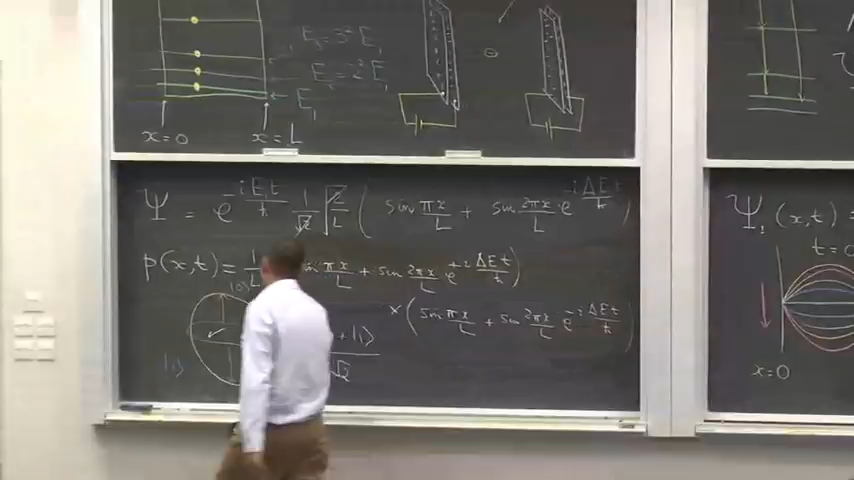 E₃ = 3² E₁
E₂ = 2² E₁
E₁
x = 0
x = L
Ψ = e^{-iE₁t/ħ} 1/√2 √(2/L) ( sin πx/L + sin 2πx/L e^{-iΔEt/ħ} )
p(x,t) = 1/L sin πx/L + sin 2πx/L e^{+iΔEt/ħ} )
× ( sin πx/L + sin 2πx/L e^{-iΔEt/ħ} )
|0⟩
+ |1⟩
√2
|1⟩
Ψ₁(x,t) =
t = 0
x = 0